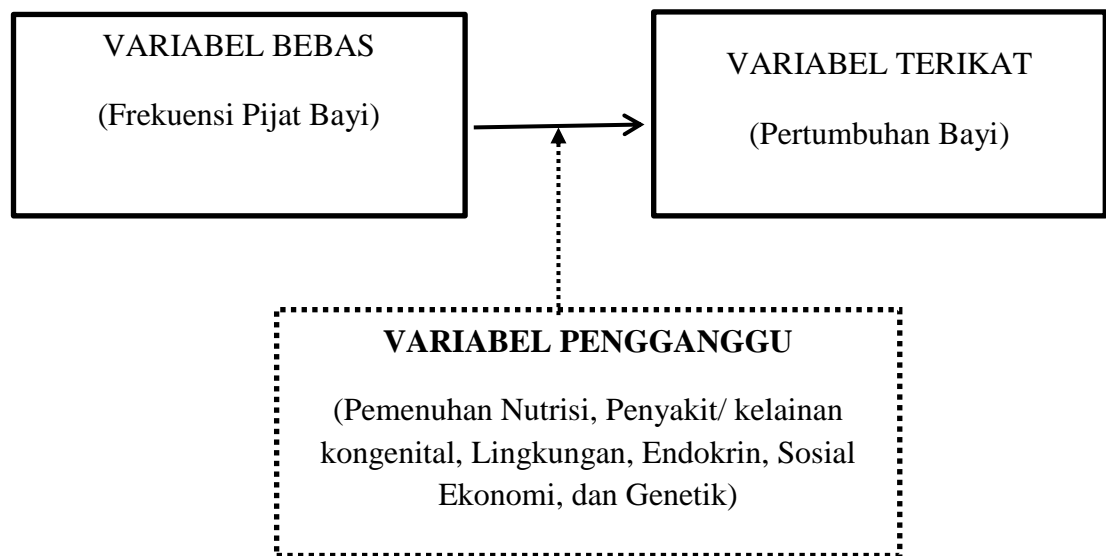 VARIABEL BEBAS
(Frekuensi Pijat Bayi)
VARIABEL TERIKAT
(Pertumbuhan Bayi)
VARIABEL PENGGANGGU
(Pemenuhan Nutrisi, Penyakit/ kelainan
kongenital, Lingkungan, Endokrin, Sosial
Ekonomi, dan Genetik)